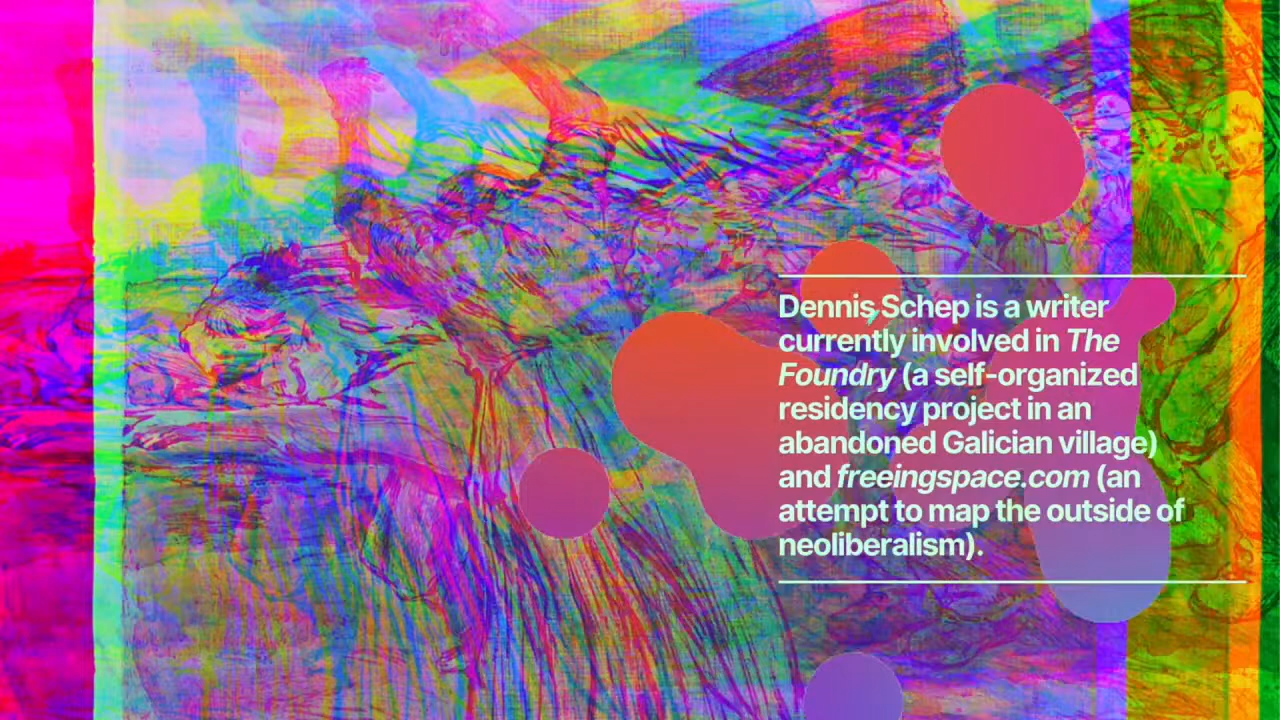 Dennis Schep is a writer
currently involved in The
Foundry (a self-organized
residency project in an
abandoned Galician village)
and freeingspace.com (an
attempt to map the outside of
neoliberalism).